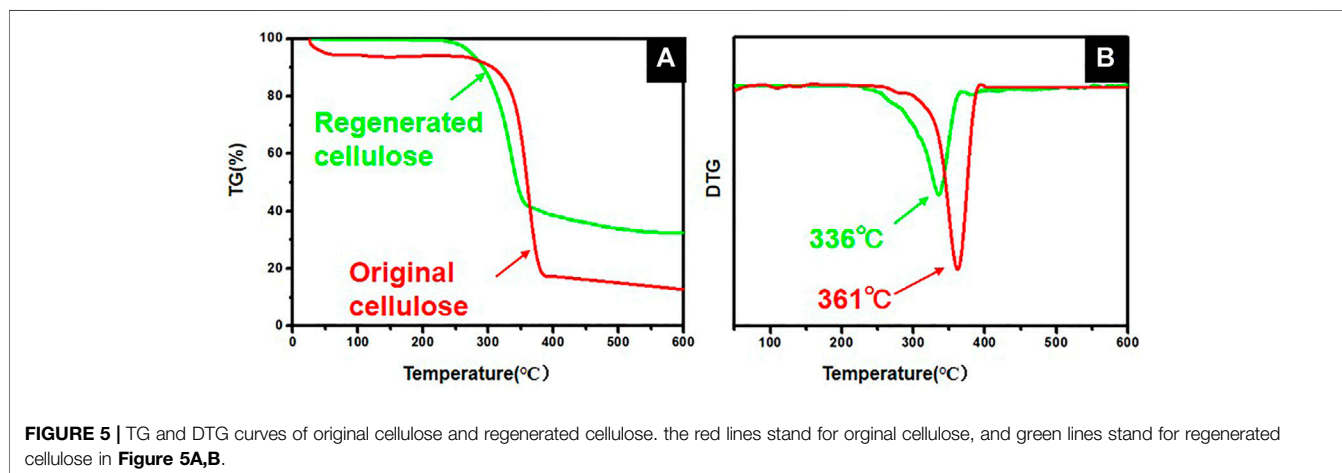 A
B
100
80
60
40
20
0
TG(%)
Regenerated
cellulose
Original
cellulose
0 100 200 300 400 500 600
Temperature(℃)
DTG
336℃
361℃
100 200 300 400 500 600
Temperature(℃)
FIGURE 5 | TG and DTG curves of original cellulose and regenerated cellulose. the red lines stand for orginal cellulose, and green lines stand for regenerated
cellulose in Figure 5A,B.